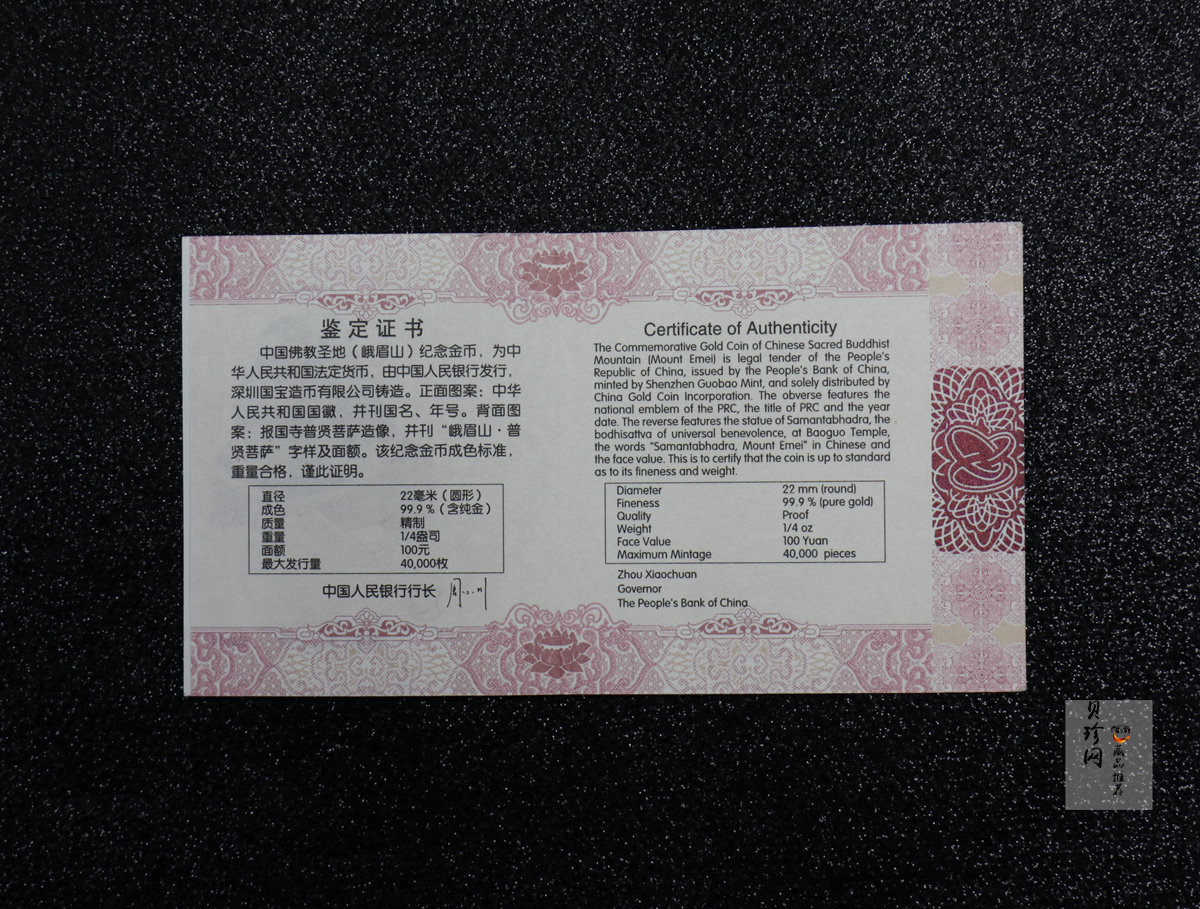 鉴定证书
中国佛教圣地（峨眉山）纪念金币，为中
华人民共和国法定货币，由中国人民银行发行，
深圳国宝造币有限公司铸造。正面图案：中华
人民共和国国徽，并刊国名、年号。背面图
案：报国寺普贤菩萨造像，并刊“峨眉山·普
贤菩萨”字样及面额。该纪念金币成色标准，
重量合格，谨此证明。
直径 22毫米（圆形）
成色 99.9％（含纯金）
质量 精制
重量 1/4盎司
面额 100元
最大发行量 40,000枚
中国人民银行行长
Certificate of Authenticity
The Commemorative Gold Coin of Chinese Sacred Buddhist
Mountain (Mount Emei) is legal tender of the People's
Republic of China, issued by the People's Bank of China,
minted by Shenzhen Guobao Mint, and solely distributed by
China Gold Coin Incorporation. The obverse features the
national emblem of the PRC, the title of PRC and the year
date. The reverse features the statue of Samantabhadra, the
bodhisattva of universal benevolence, at Baoguo Temple,
the words "Samantabhadra, Mount Emei" in Chinese and
the face value. This is to certify that the coin is up to standard
as to its fineness and weight.
Diameter 22 mm (round)
Fineness 99.9 % (pure gold)
Quality Proof
Weight 1/4 oz
Face Value 100 Yuan
Maximum Mintage 40,000 pieces
Zhou Xiaochuan
Governor
The People's Bank of China
贝珍网
藏品推荐